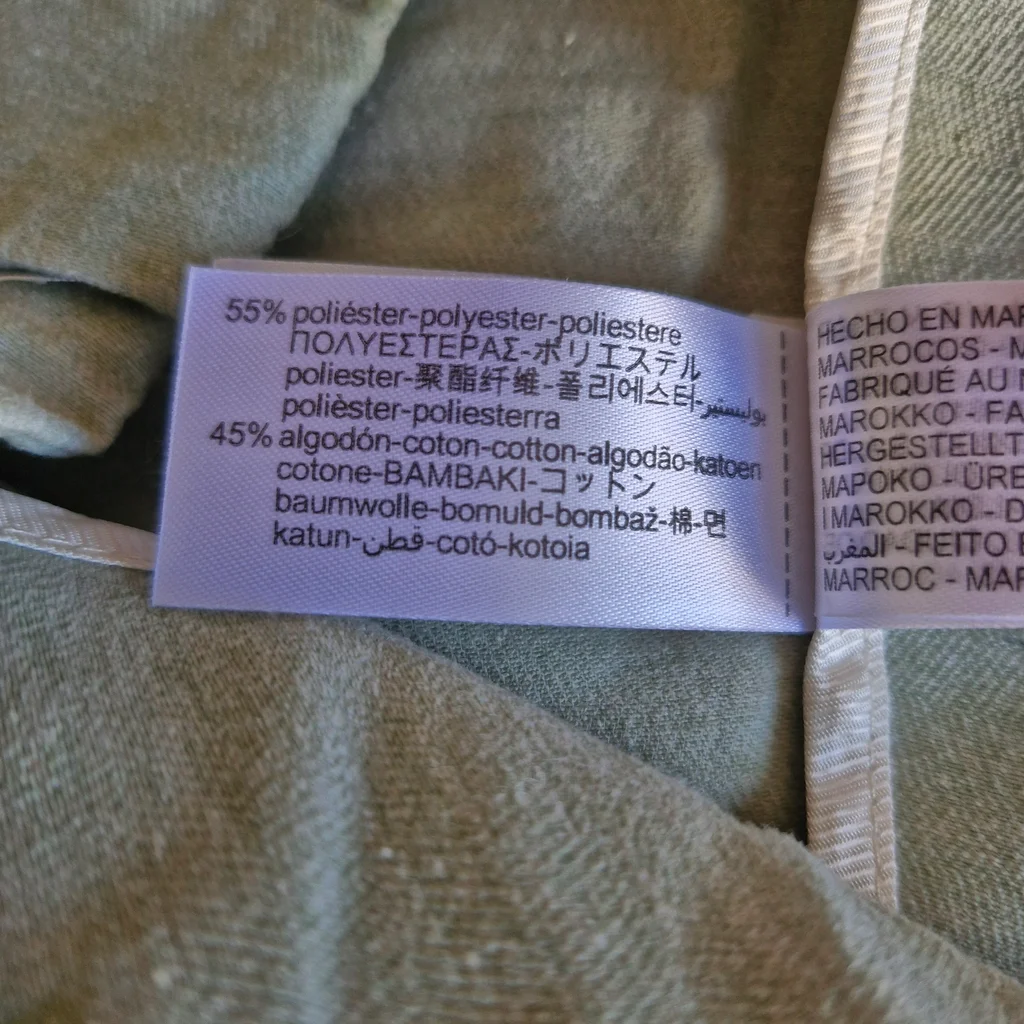 55% poliéster-polyester-poliestere
ΠΟΛΥΕΣΤΕΡΑΣ-ポリエステル
poliester-聚酯纤维-폴리에스터-بوليستير
polièster-poliesterra
45% algodón-coton-cotton-algodão-katoen
cotone-BAMBAKI-コットン
baumwolle-bomuld-bombaž-棉-면
katun-قطن-cotó-kotoia
HECHO EN MAR
MARROCOS - M
FABRIQUÉ AU
MAROKKO - FA
HERGESTELLT
MAPOKO - ÜRE
I MAROKKO - D
المغرب - FEITO
MARROC - MAR